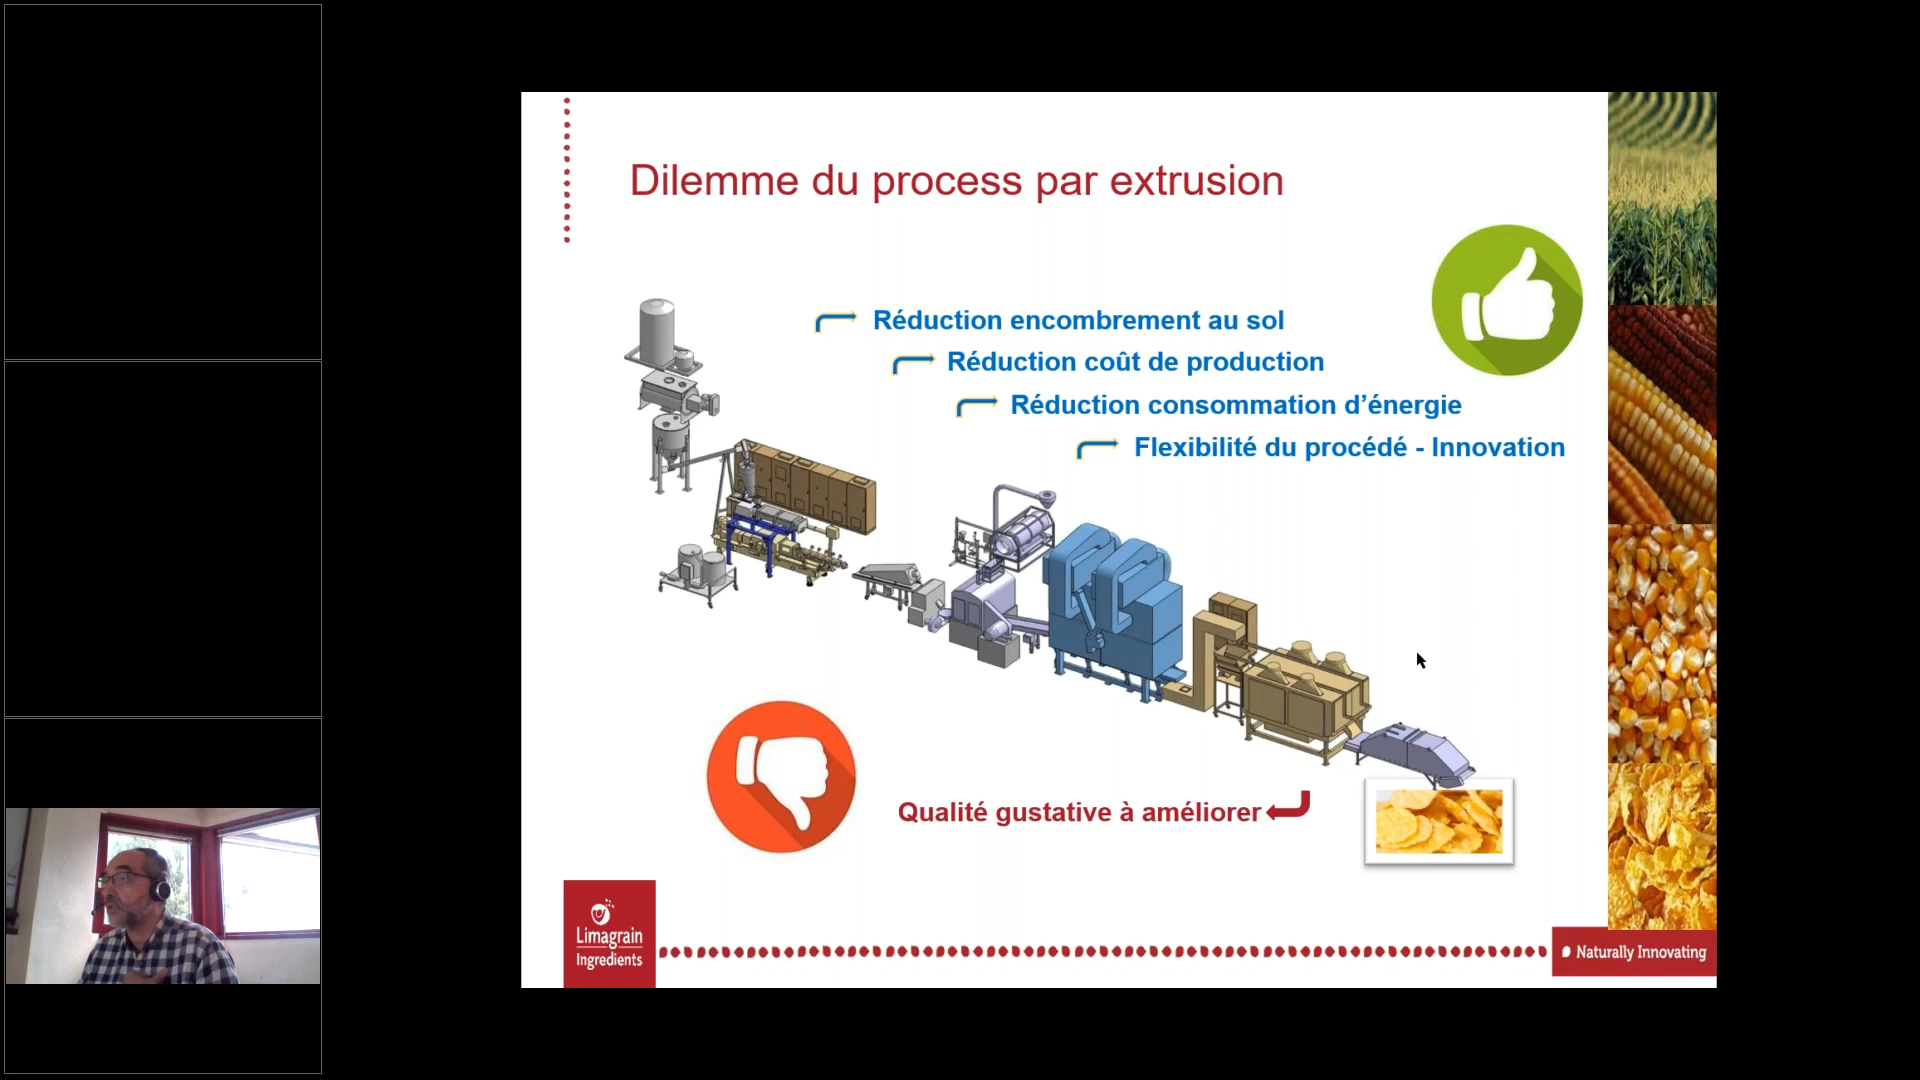 Dilemme du process par extrusion
Réduction encombrement au sol
Réduction coût de production
Réduction consommation d’énergie
Flexibilité du procédé - Innovation
Qualité gustative à améliorer
Limagrain
Ingredients
Naturally Innovating